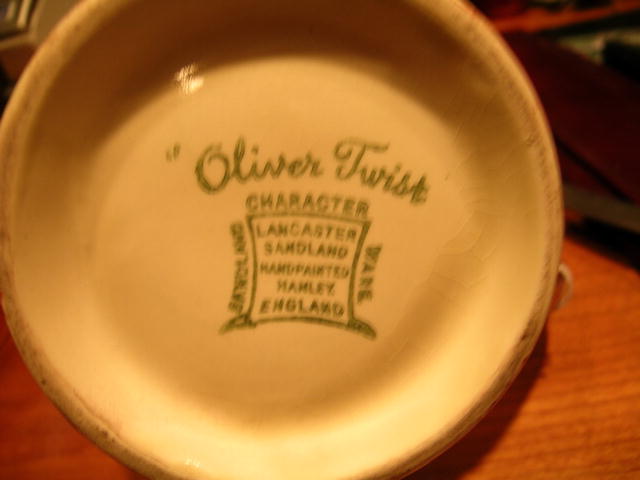 "Oliver Twist
CHARACTER
SANDLAND
WARE
LANCASTER
SANDLAND
HANDPAINTED
HANLEY
ENGLAND